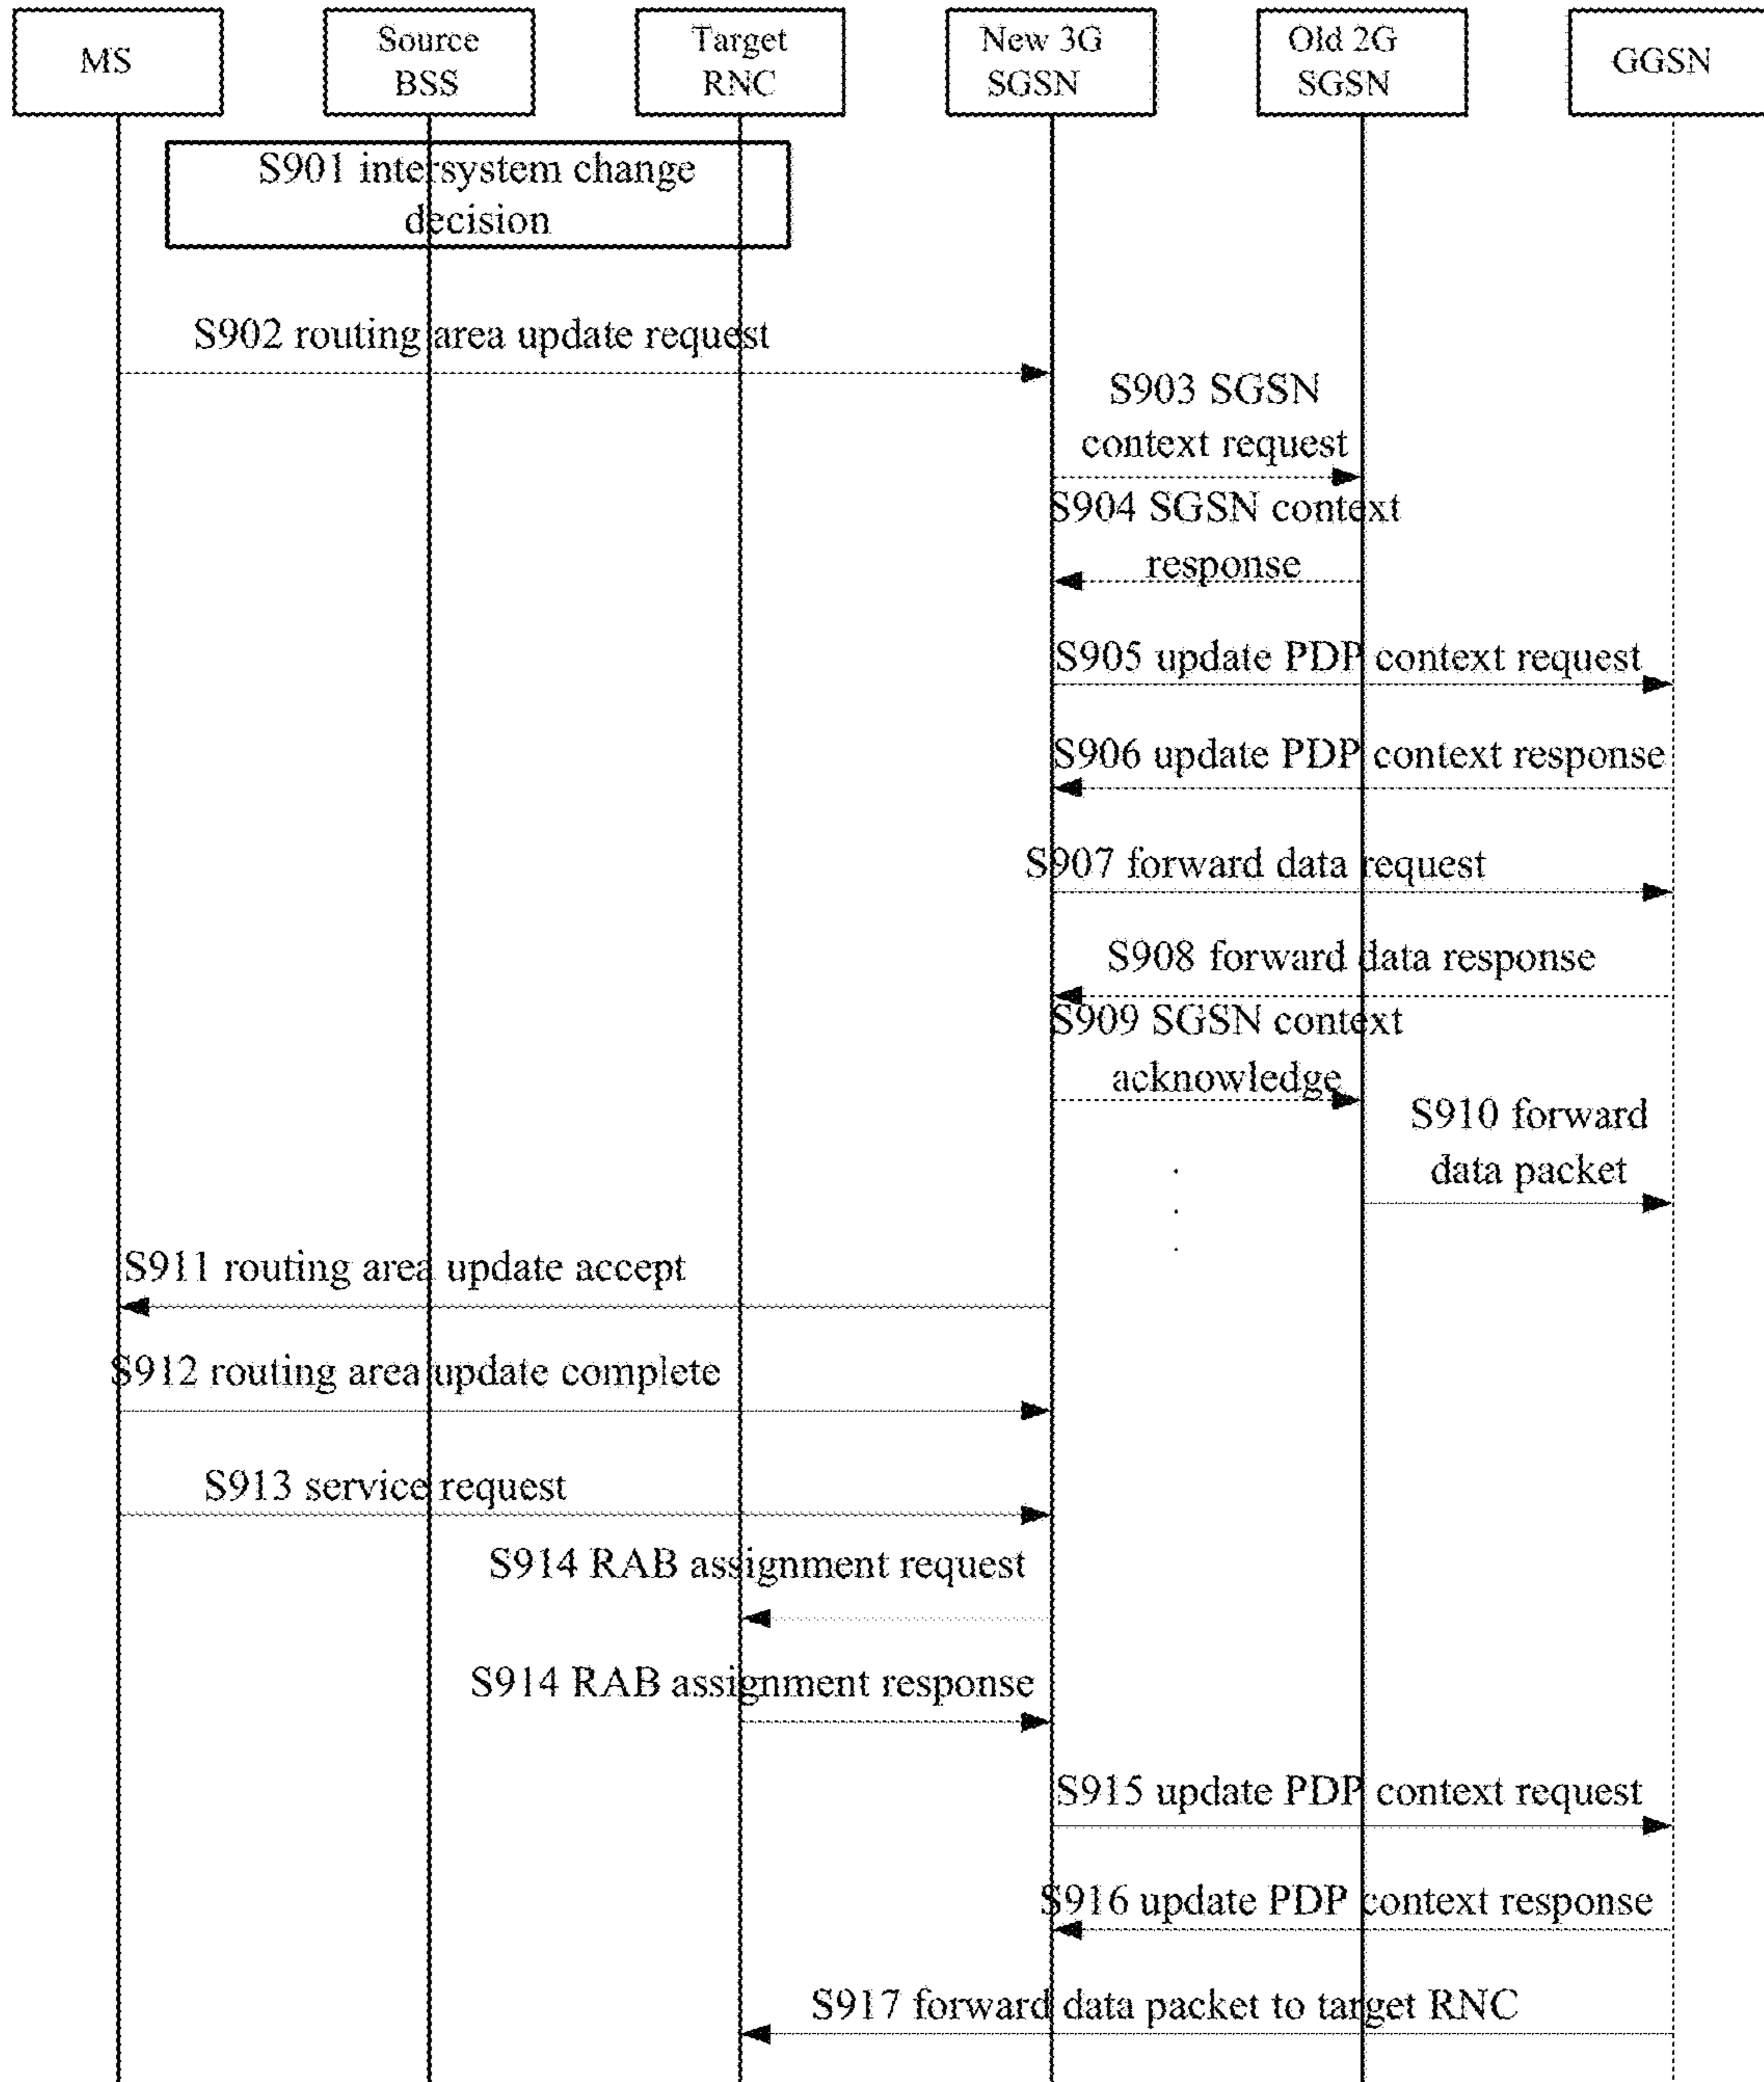 MS
Source
BSS
Target
RNC
New 3G
SGSN
Old 2G
SGSN
GGSN
S901 intersystem change
decision
S902 routing area update request
S903 SGSN
context request
S904 SGSN context
response
S905 update PDP context request
S906 update PDP context response
S907 forward data request
S908 forward data response
S909 SGSN context
acknowledge
S910 forward
data packet
S911 routing area update accept
S912 routing area update complete
S913 service request
S914 RAB assignment request
S914 RAB assignment response
S915 update PDP context request
S916 update PDP context response
S917 forward data packet to target RNC